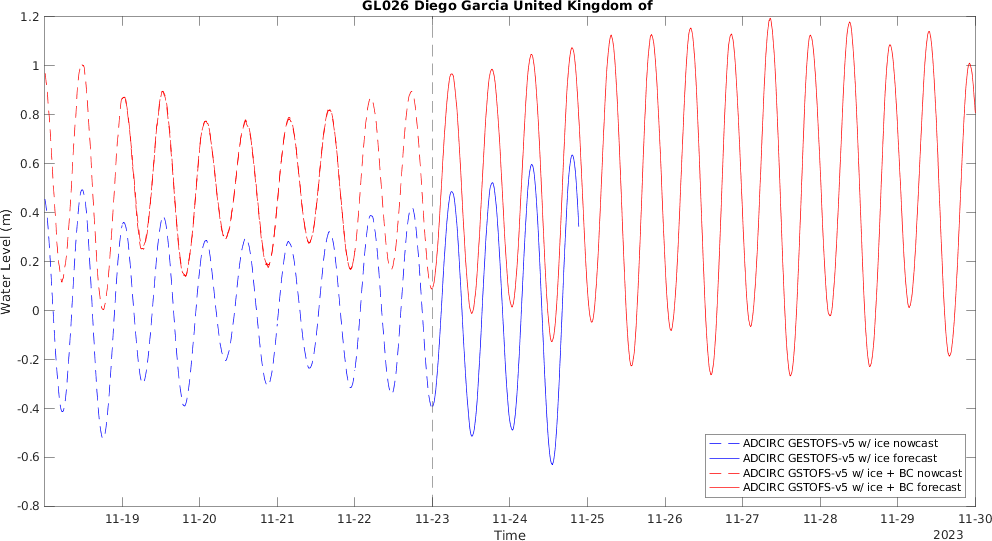 GL026 Diego Garcia United Kingdom of
1.2
1
0.8
0.6
0.4
0.2
0
-0.2
-0.4
-0.6
-0.8
Water Level (m)
ADCIRC GESTOFS-v5 w/ ice nowcast
ADCIRC GESTOFS-v5 w/ ice forecast
ADCIRC GSTOFS-v5 w/ ice + BC nowcast
ADCIRC GSTOFS-v5 w/ ice + BC forecast
11-19 11-20 11-21 11-22 11-23 11-24 11-25 11-26 11-27 11-28 11-29 11-30
Time
2023